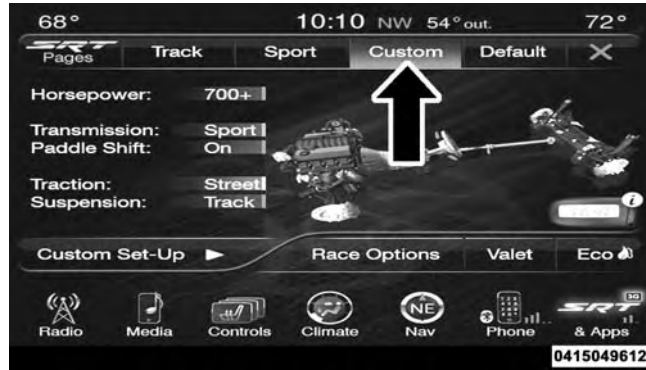 68° 10:10 NW 54° out. 72°
SRT Pages Track Sport Custom Default X
Horsepower: 700+
Transmission: Sport
Paddle Shift: On
Traction: Street
Suspension: Track
i
Custom Set-Up Race Options Valet Eco
NE 3G SRT
Radio Media Controls Climate Nav Phone & Apps
0415049612